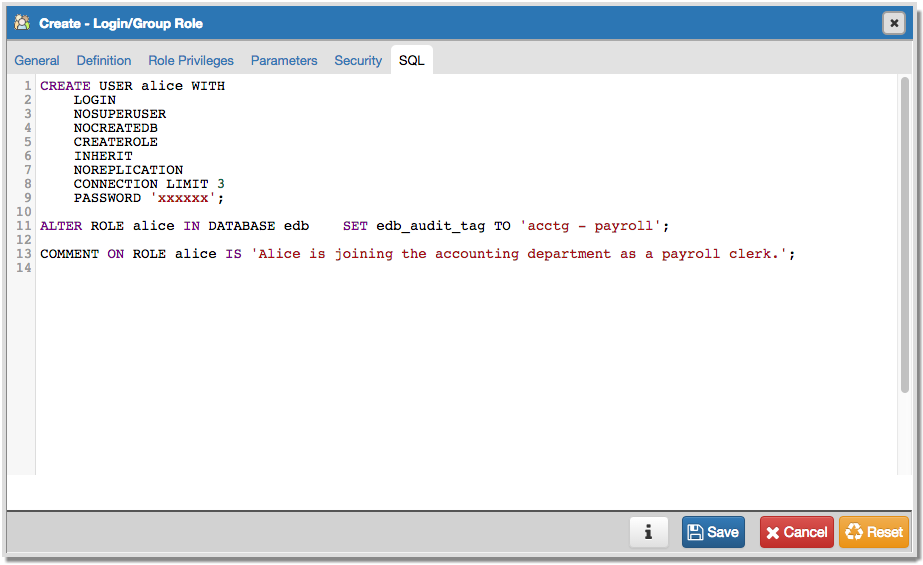 Create - Login/Group Role
General Definition Role Privileges Parameters Security SQL
1 CREATE USER alice WITH
2 LOGIN
3 NOSUPERUSER
4 NOCREATEDB
5 CREATEROLE
6 INHERIT
7 NOREPLICATION
8 CONNECTION LIMIT 3
9 PASSWORD 'xxxxxx';
10
11 ALTER ROLE alice IN DATABASE edb    SET edb_audit_tag TO 'acctg - payroll';
12
13 COMMENT ON ROLE alice IS 'Alice is joining the accounting department as a payroll clerk.';
14
i Save Cancel Reset